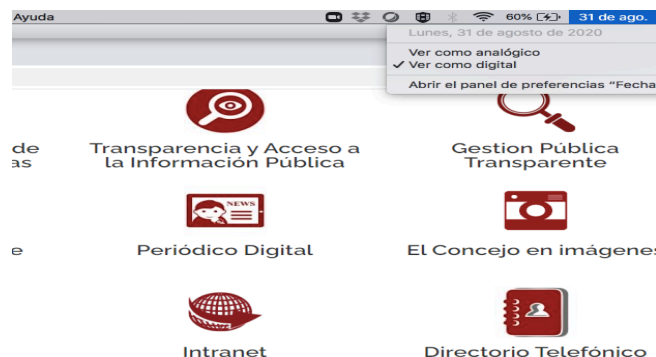 Ayuda 60% 31 de ago.
Lunes, 31 de agosto de 2020
Ver como analógico
✓ Ver como digital
Abrir el panel de preferencias "Fecha
de
as
Transparencia y Acceso a
la Información Pública
Gestion Pública
Transparente
NEWS
e
Periódico Digital
El Concejo en imágenes
Intranet
Directorio Telefónico